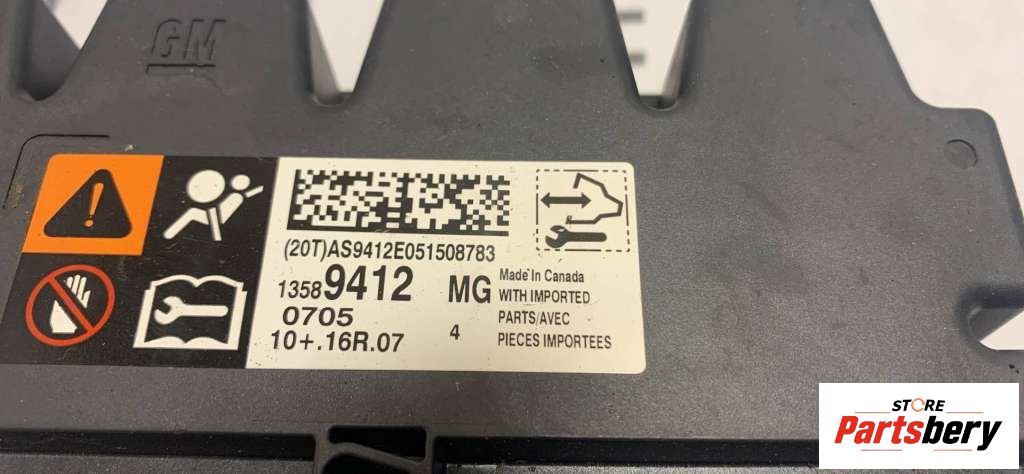 GM
(20T)AS9412E051508783
13589412 MG
0705
10+.16R.07 4
Made In Canada
WITH IMPORTED
PARTS/AVEC
PIECES IMPORTEES
STORE
Partsbery